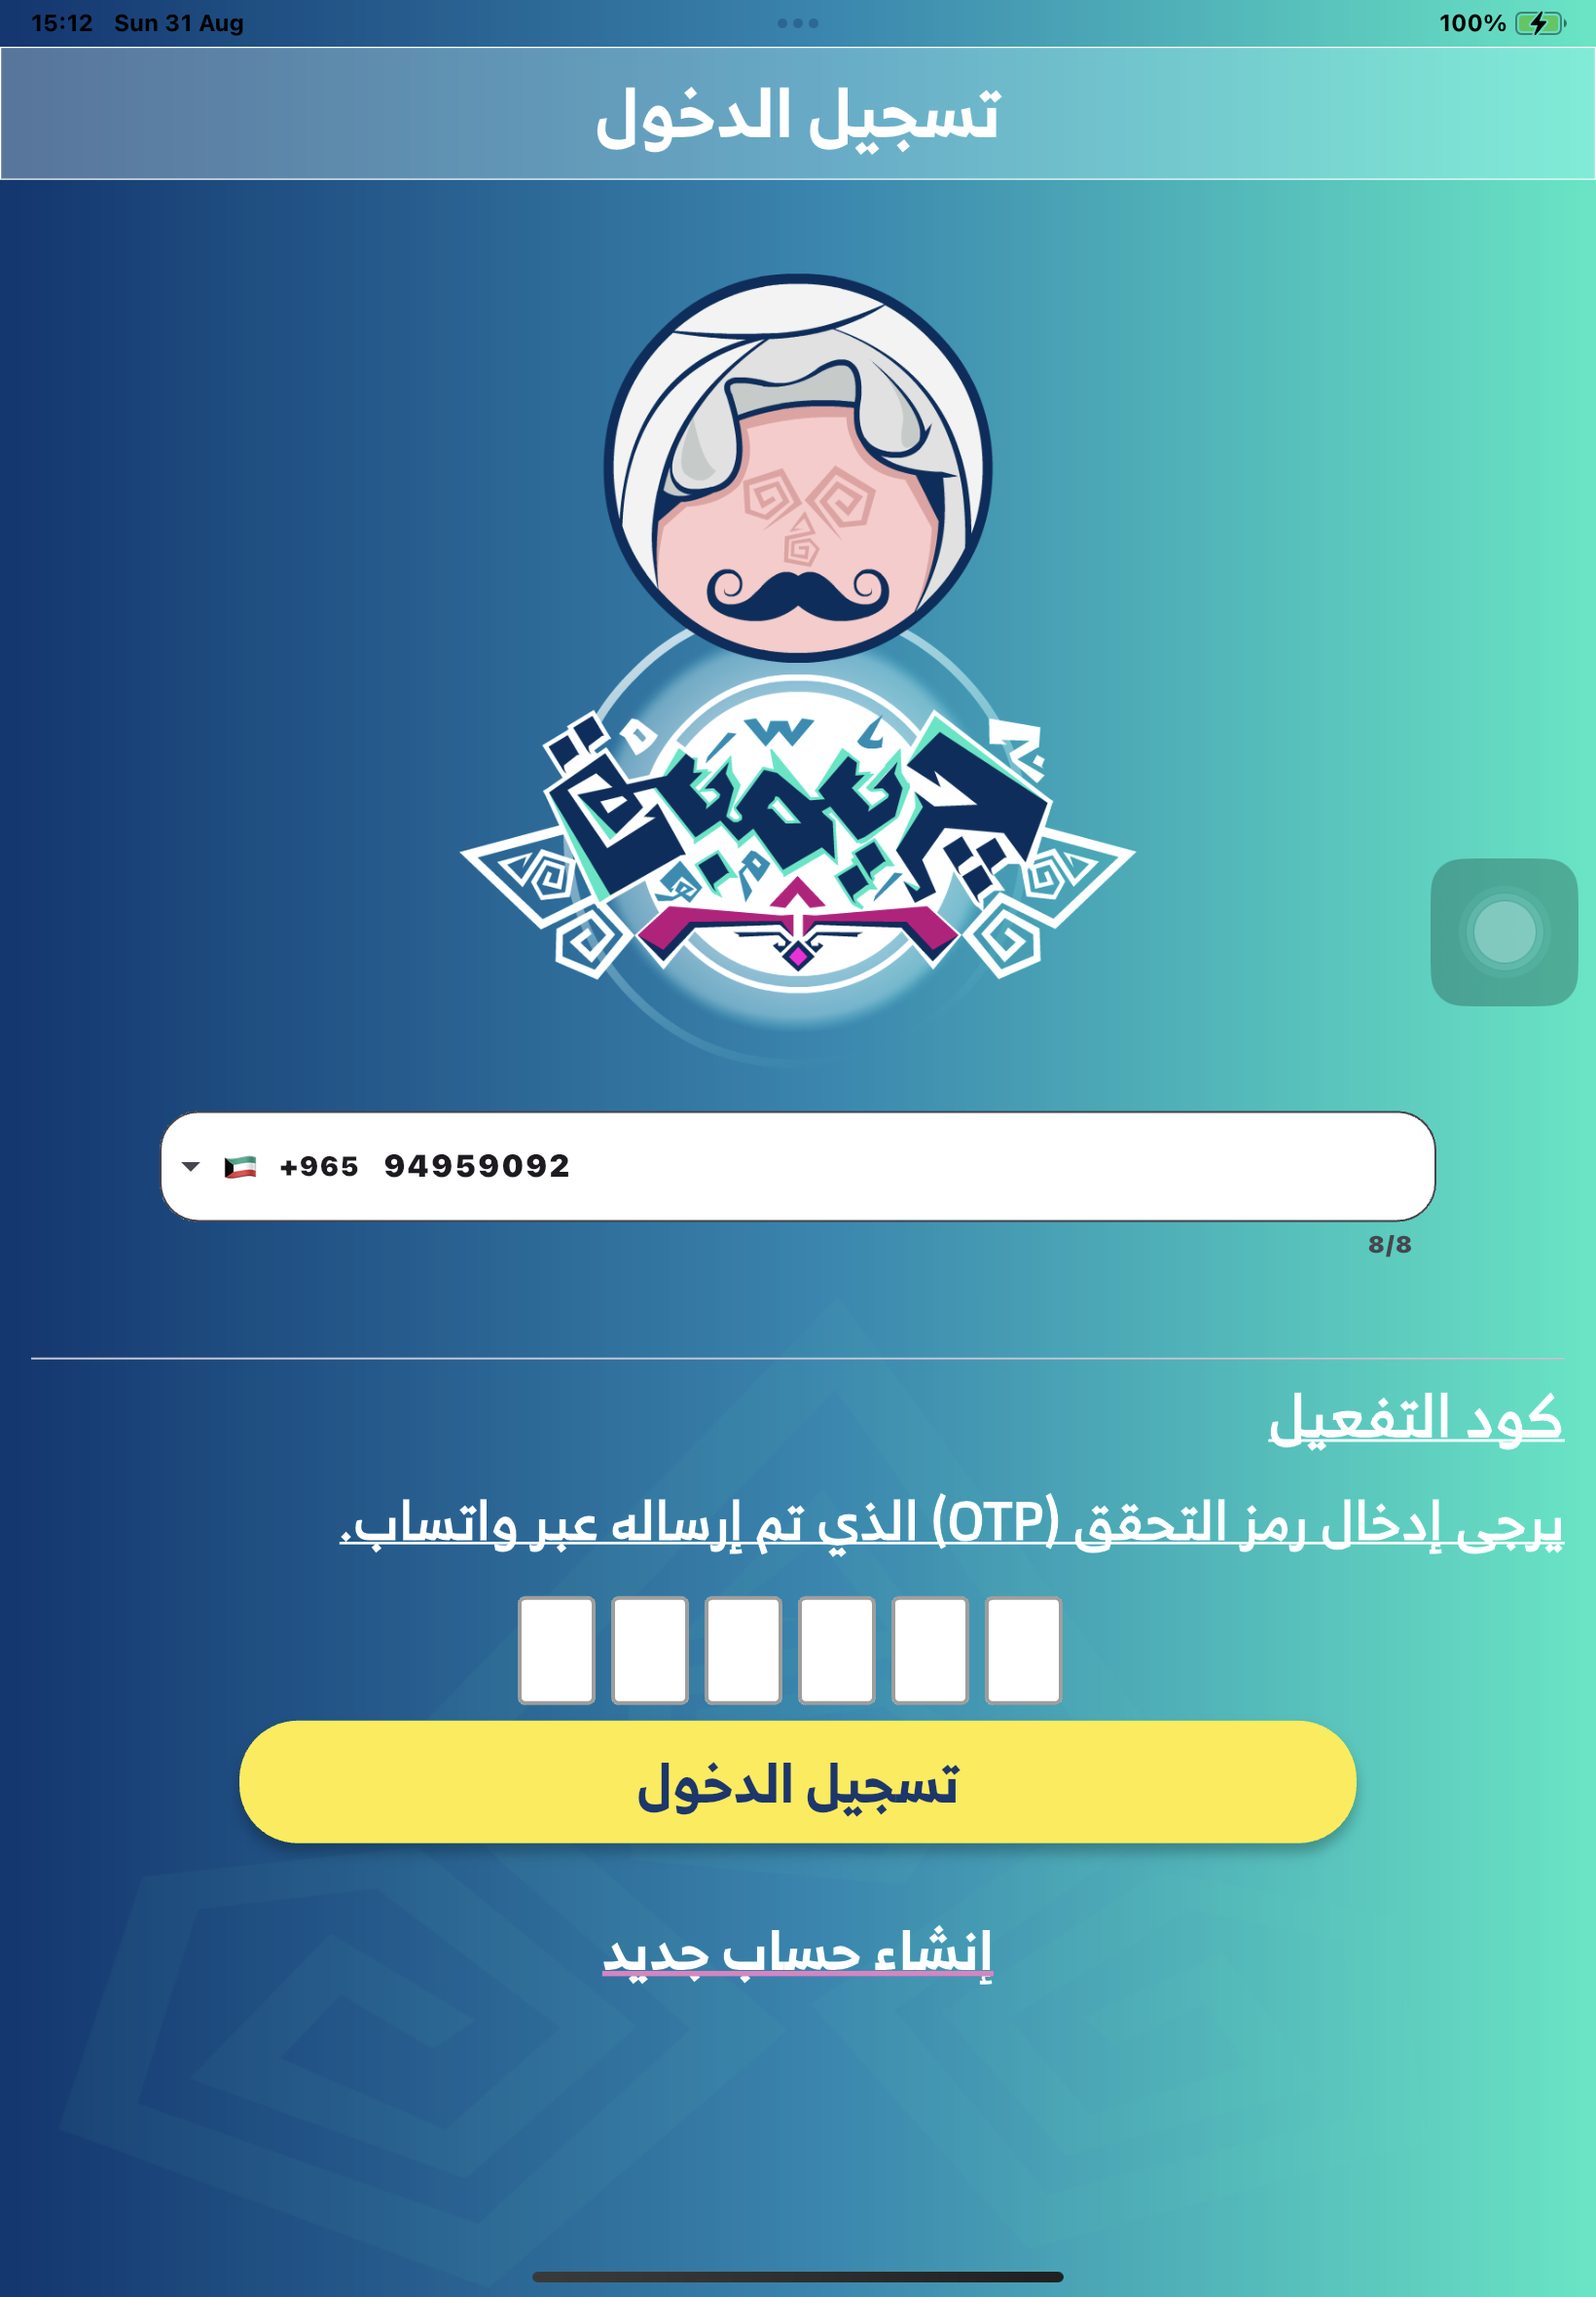 15:12 Sun 31 Aug
100%
تسجيل الدخول
+965 94959092
8/8
كود التفعيل
يرجى إدخال رمز التحقق (OTP) الذي تم إرساله عبر واتساب.
تسجيل الدخول
إنشاء حساب جديد